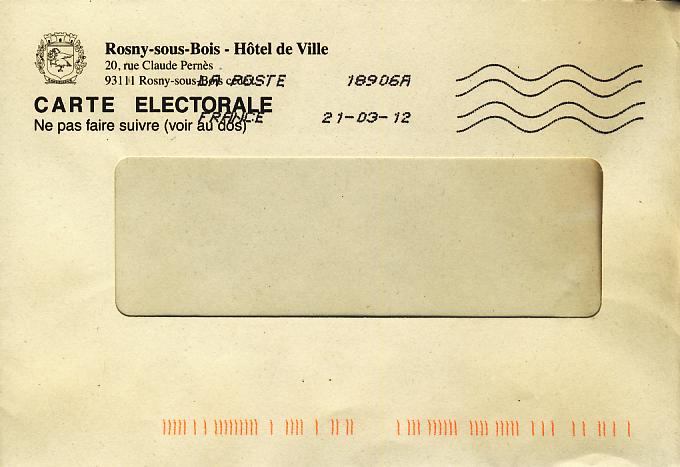 Rosny-sous-Bois - Hôtel de Ville
20, rue Claude Pernès
93111 Rosny-sous-Bois
LA POSTE 18906A
CARTE ELECTORALE
Ne pas faire suivre (voir au dos)
FRANCE 21-03-12